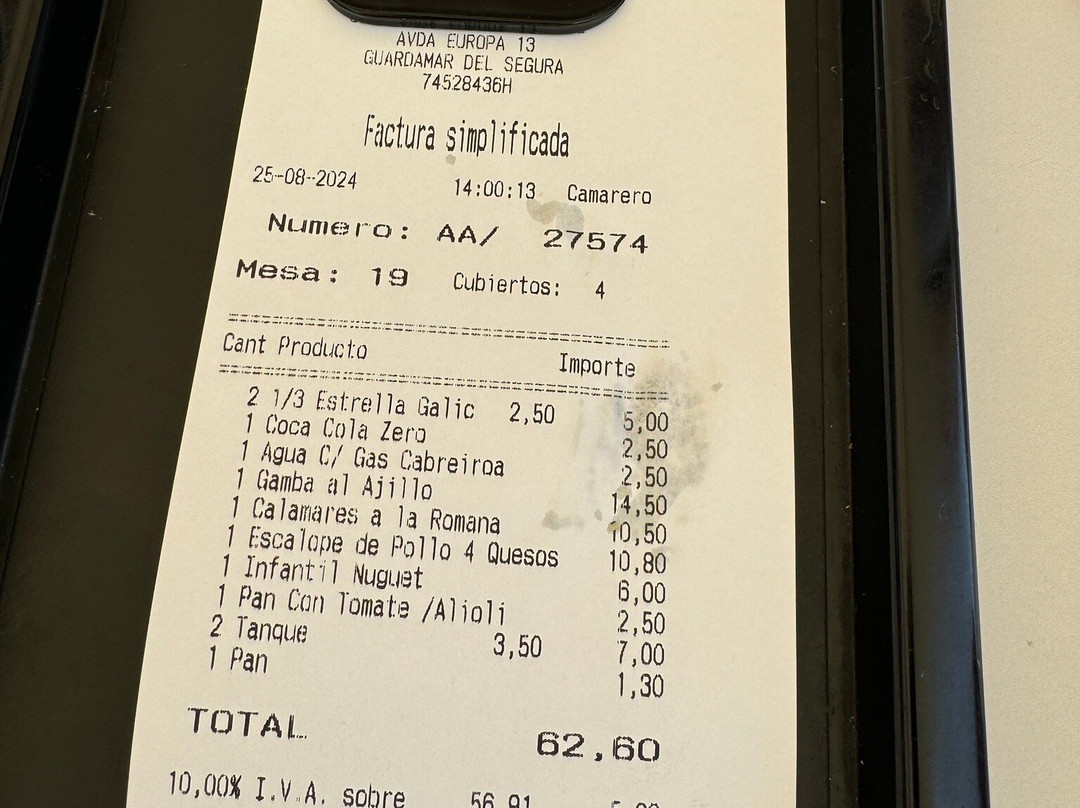 AVDA EUROPA 13
GUARDAMAR DEL SEGURA
74528436H
Factura simplificada
25-08-2024 14:00:13 Camarero
Numero: AA/ 27574
Mesa: 19 Cubiertos: 4
Cant Producto Importe
2 1/3 Estrella Galic 2,50 5,00
1 Coca Cola Zero 2,50
1 Agua C/ Gas Cabreiroa 2,50
1 Gamba al Ajillo 14,50
1 Calamares a la Romana 10,50
1 Escalope de Pollo 4 Quesos 10,80
1 Infantil Nuguet 6,00
1 Pan Con Tomate /Alioli 2,50
2 Tanque 3,50 7,00
1 Pan 1,30
TOTAL 62,60
10,00% I.V.A. sobre 56,91